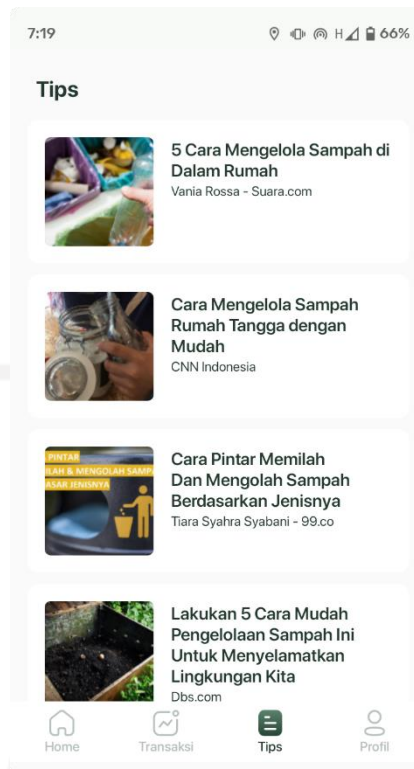 7:19
H 66%
Tips
5 Cara Mengelola Sampah di
Dalam Rumah
Vania Rossa - Suara.com
Cara Mengelola Sampah
Rumah Tangga dengan
Mudah
CNN Indonesia
PINTAR
ILAH & MENGOLAH SAMPA
ASAR JENISNYA
Cara Pintar Memilah
Dan Mengolah Sampah
Berdasarkan Jenisnya
Tiara Syahra Syabani - 99.co
Lakukan 5 Cara Mudah
Pengelolaan Sampah Ini
Untuk Menyelamatkan
Lingkungan Kita
Dbs.com
Home
Transaksi
Tips
Profil